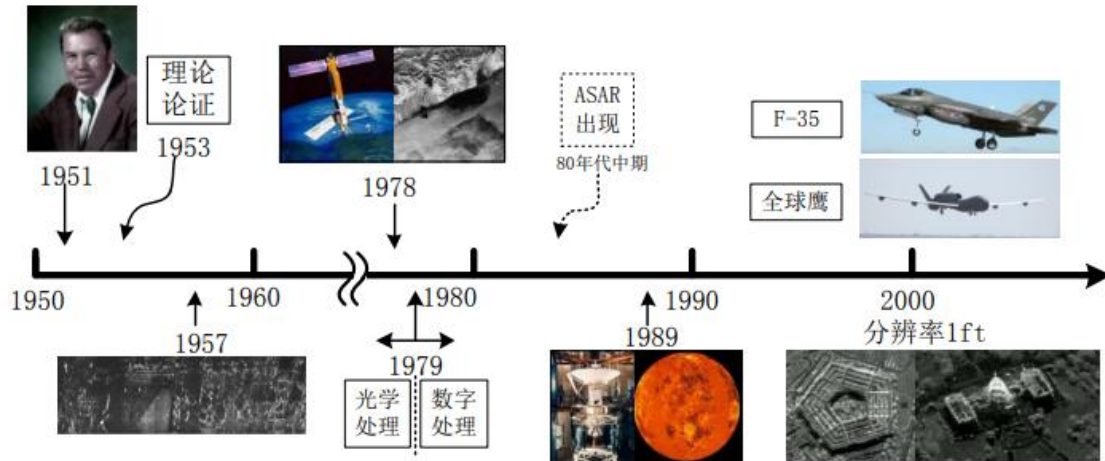 理论
论证
1951
1953
1978
ASAR
出现
80年代中期
F-35
全球鹰
1950
1960
1980
1990
2000
1957
1979
光学
处理
数字
处理
1989
分辨率1ft